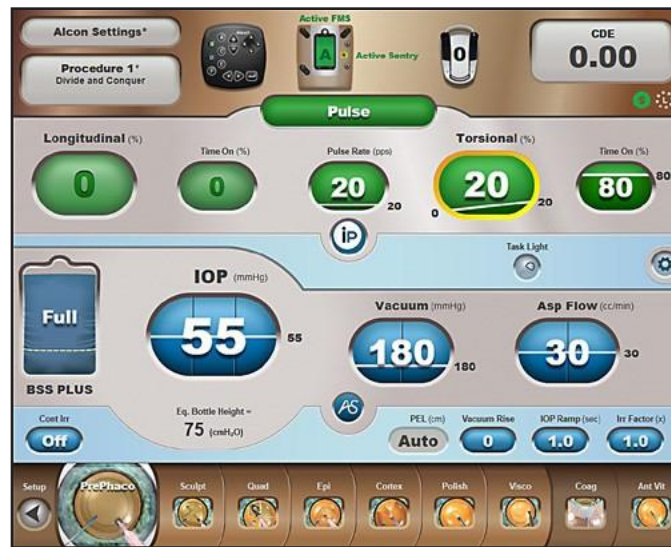 Alcon Settings*
Procedure 1*
Divide and Conquer
Active FMS
A
Active Sentry
0
CDE
0.00
Pulse
Longitudinal (%)
0
Time On (%)
0
Pulse Rate (pps)
20
20
Torsional (%)
20
0
20
Time On (%)
80
80
iP
Task Light
Full
BSS PLUS
IOP (mmHg)
55
55
Vacuum (mmHg)
180
180
Asp Flow (cc/min)
30
30
Cont Irr
Off
Eq. Bottle Height =
75 (cmH₂O)
AS
PEL (cm)
Auto
Vacuum Rise
0
IOP Ramp (sec)
1.0
Irr Factor (x)
1.0
Setup
PrePhaco
Sculpt
Quad
Epi
Cortex
Polish
Visco
Coag
Ant Vit